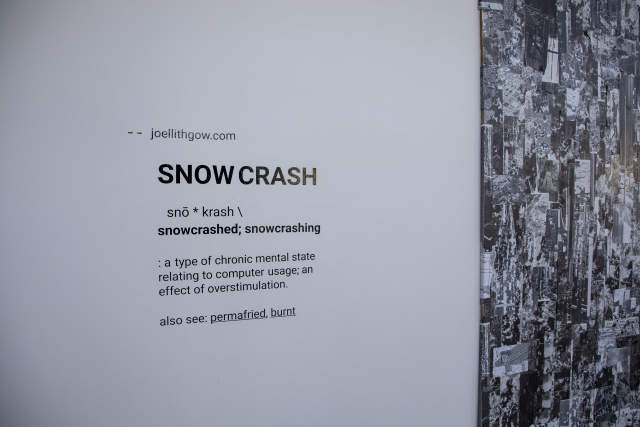 -- joellithgow.com
SNOW CRASH
snō * krash \
snowcrashed; snowcrashing
: a type of chronic mental state
relating to computer usage; an
effect of overstimulation.
also see: permafried, burnt